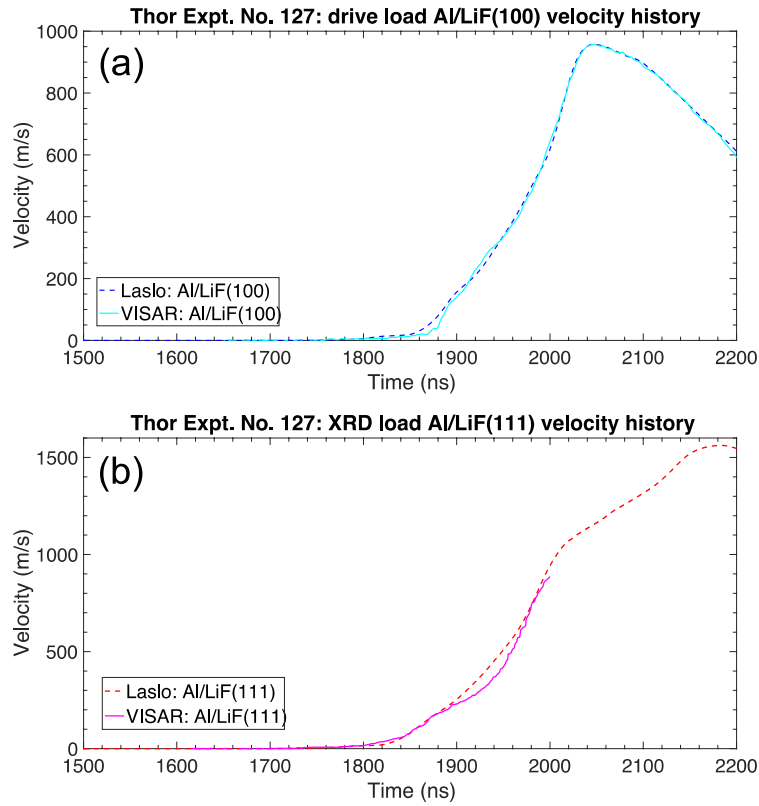 Thor Expt. No. 127: drive load Al/LiF(100) velocity history
(a)
1000
800
600
400
200
0
Velocity (m/s)
Laslo: Al/LiF(100)
VISAR: Al/LiF(100)
1500 1600 1700 1800 1900 2000 2100 2200
Time (ns)
Thor Expt. No. 127: XRD load Al/LiF(111) velocity history
(b)
1500
1000
500
0
Velocity (m/s)
Laslo: Al/LiF(111)
VISAR: Al/LiF(111)
1500 1600 1700 1800 1900 2000 2100 2200
Time (ns)